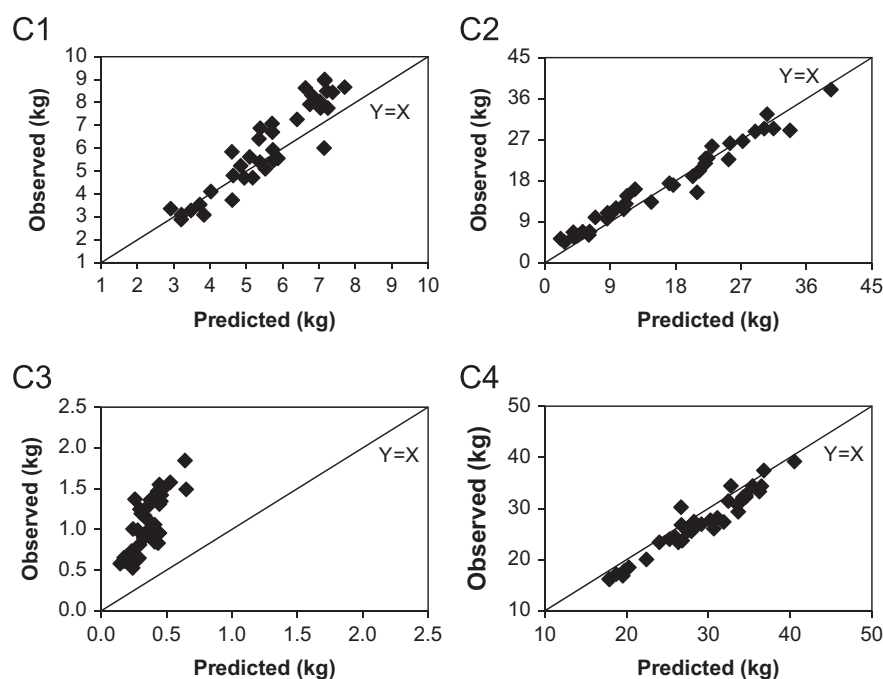 C1
10
9
8
7
6
5
4
3
2
1
Observed (kg)
Y=X
1 2 3 4 5 6 7 8 9 10
Predicted (kg)
C2
45
36
27
18
9
0
Observed (kg)
Y=X
0 9 18 27 36 45
Predicted (kg)
C3
2.5
2.0
1.5
1.0
0.5
0.0
Observed (kg)
Y=X
0.0 0.5 1.0 1.5 2.0 2.5
Predicted (kg)
C4
50
40
30
20
10
Observed (kg)
Y=X
10 20 30 40 50
Predicted (kg)